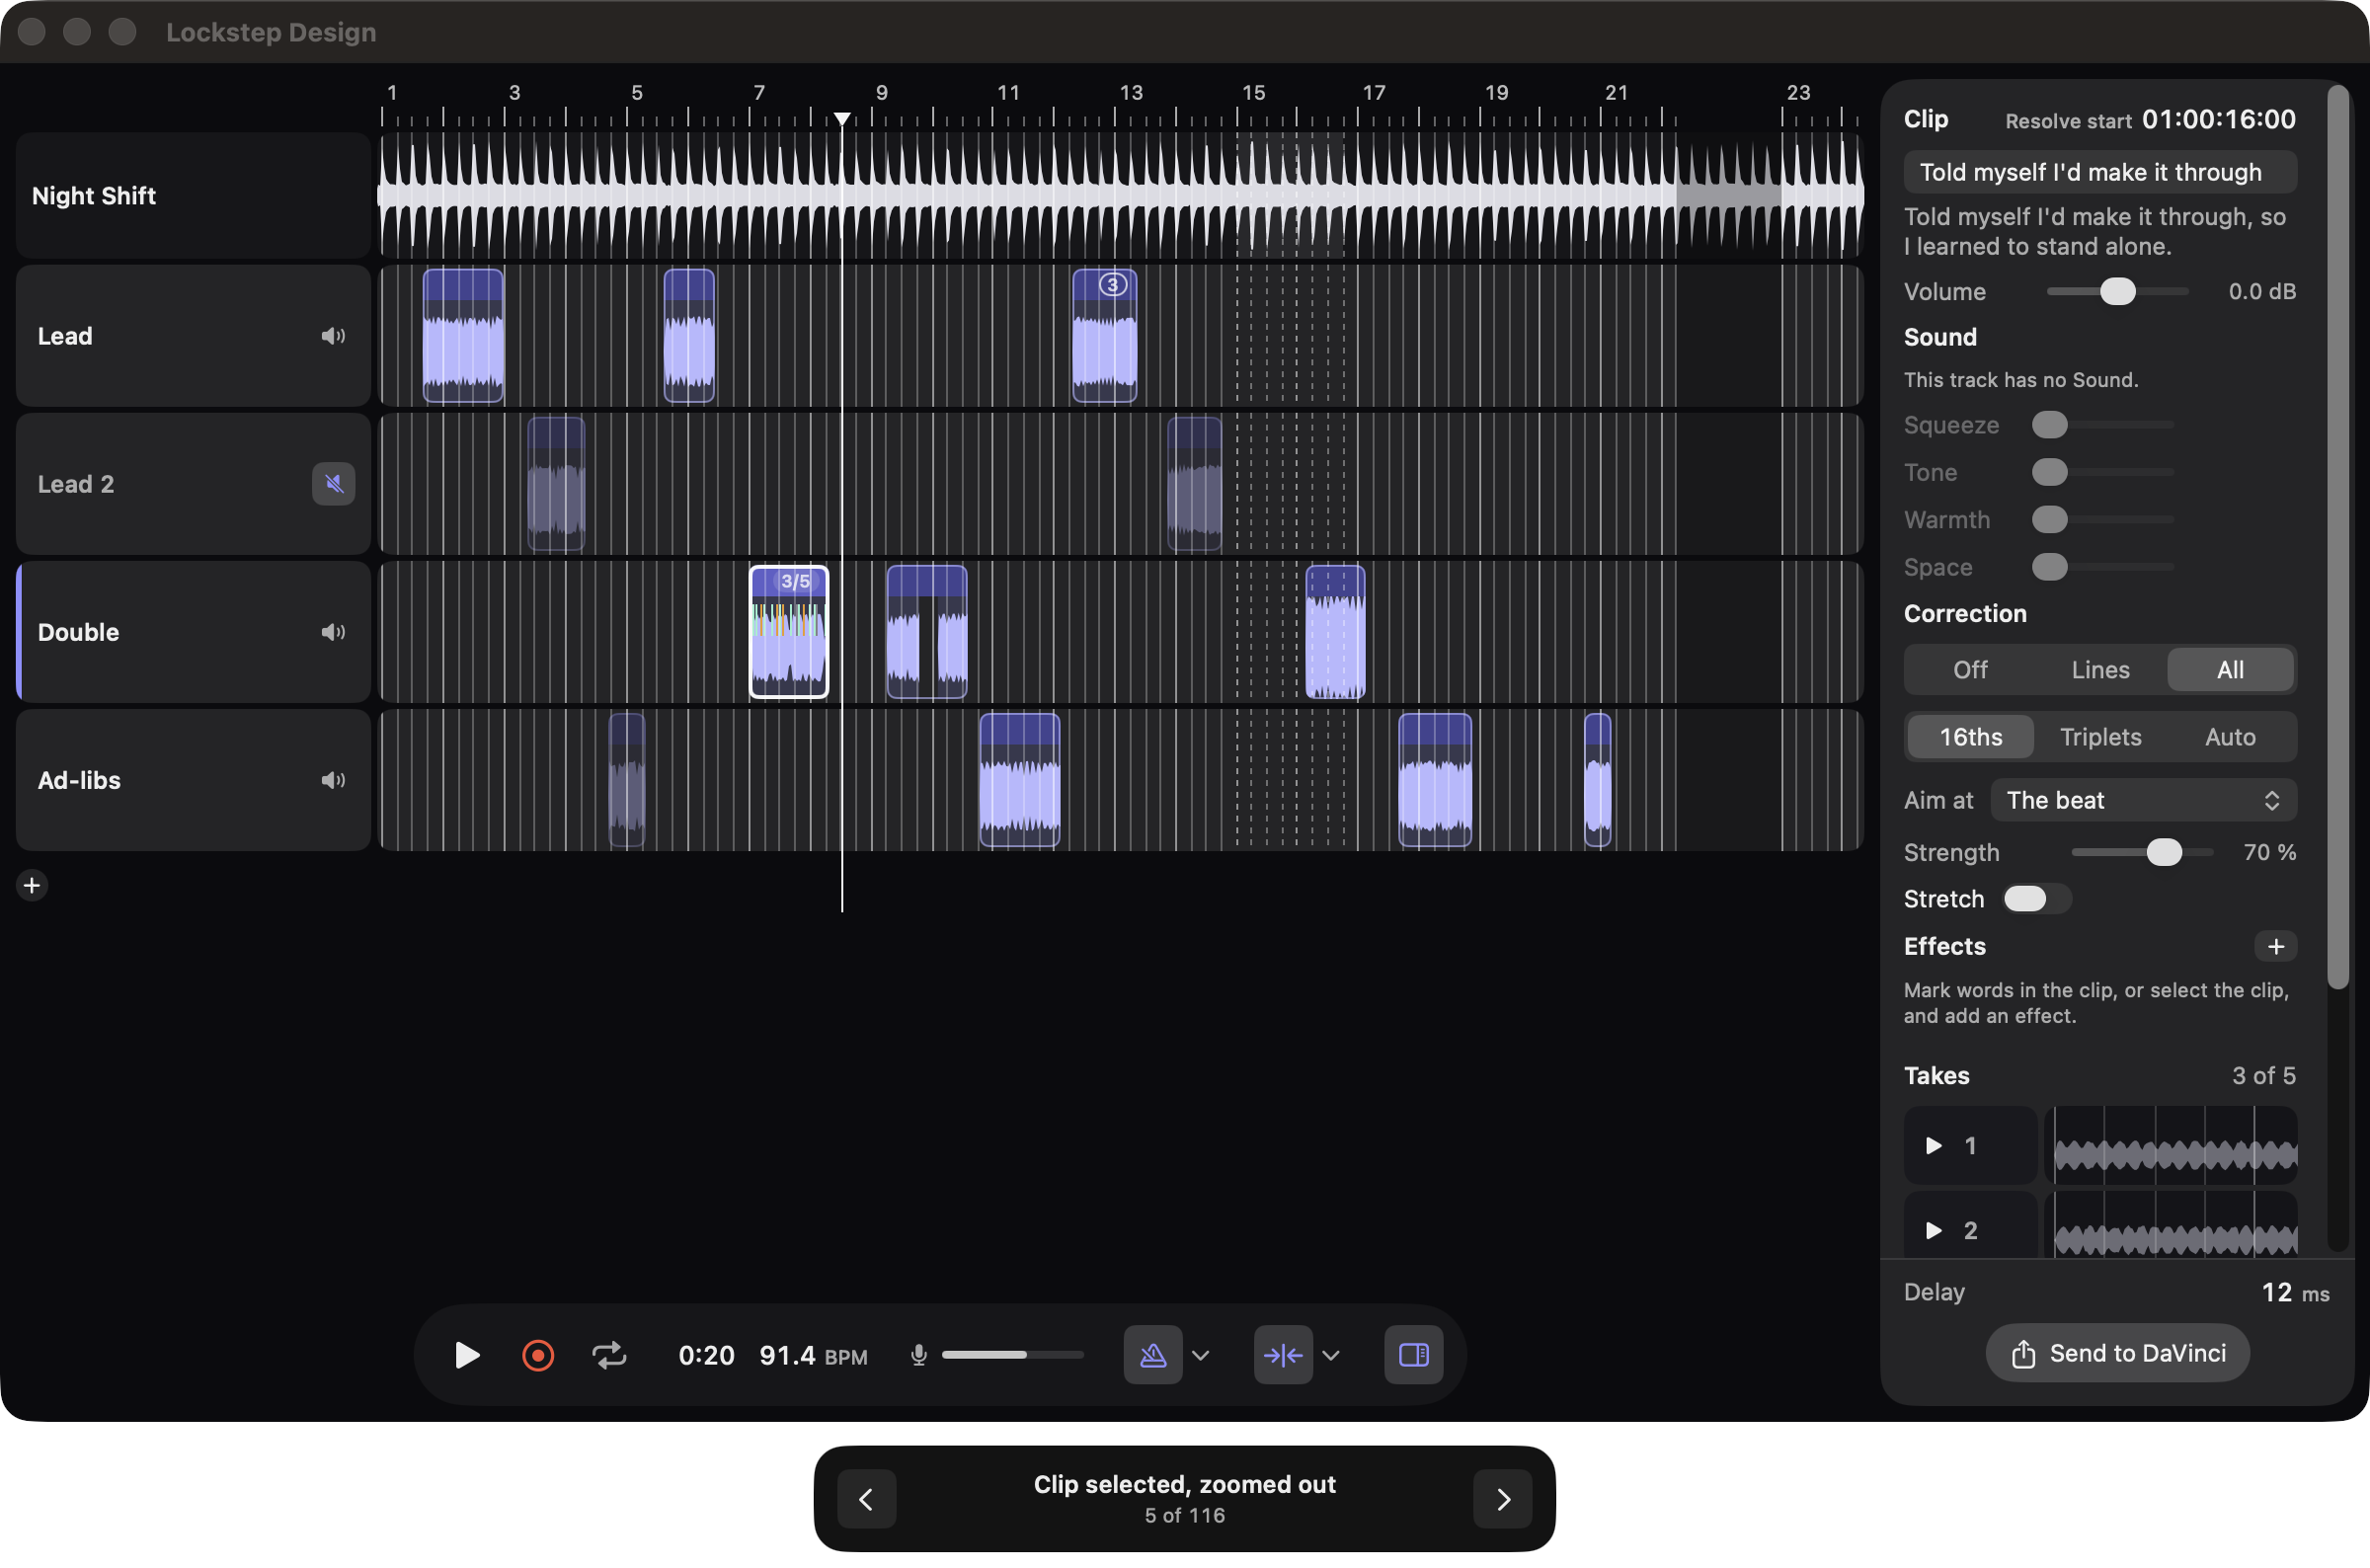 Lockstep Design
1 3 5 7 9 11 13 15 17 19 21 23
Night Shift
Lead
3
Lead 2
Double
3/5
Ad-libs
0:20 91.4 BPM
Clip Resolve start 01:00:16:00
Told myself I'd make it through
Told myself I'd make it through, so
I learned to stand alone.
Volume 0.0 dB
Sound
This track has no Sound.
Squeeze
Tone
Warmth
Space
Correction
Off Lines All
16ths Triplets Auto
Aim at The beat
Strength 70 %
Stretch
Effects
Mark words in the clip, or select the clip,
and add an effect.
Takes 3 of 5
1
2
Delay 12 ms
Send to DaVinci
Clip selected, zoomed out
5 of 116